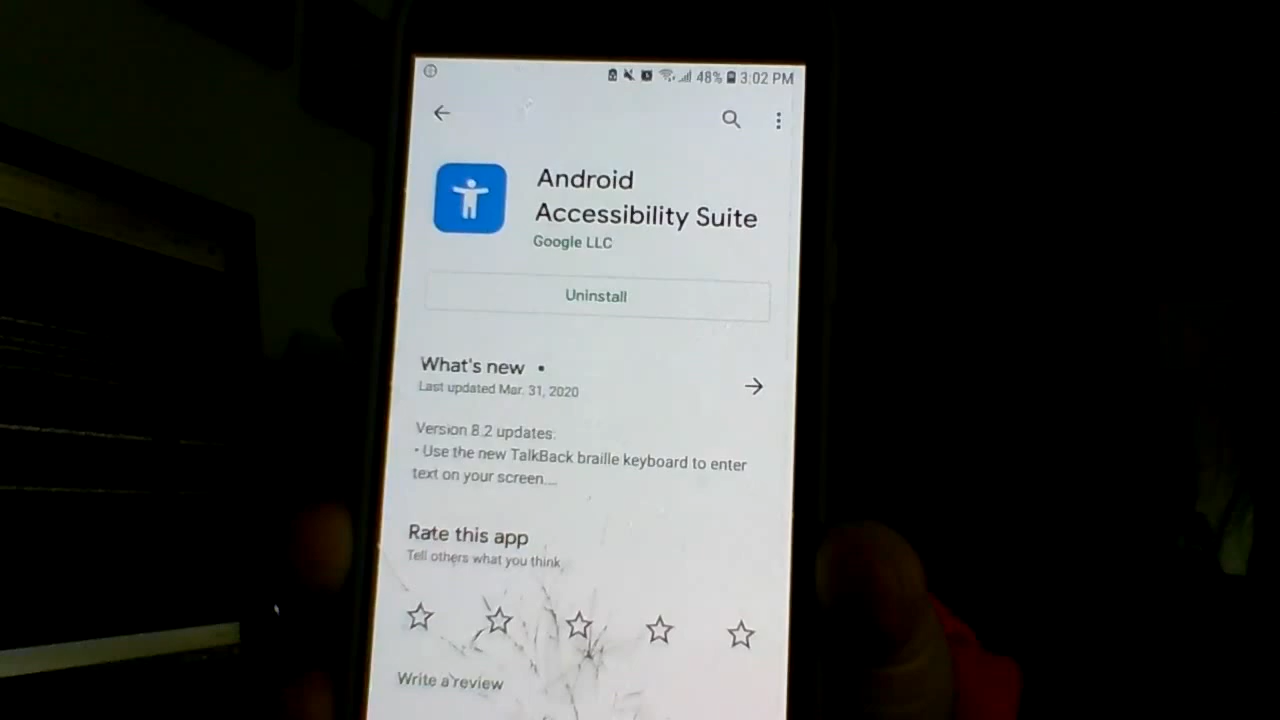 48% 3:02 PM
Android
Accessibility Suite
Google LLC
Uninstall
What's new •
Last updated Mar. 31, 2020
Version 8.2 updates:
• Use the new TalkBack braille keyboard to enter
text on your screen....
Rate this app
Tell others what you think
Write a review